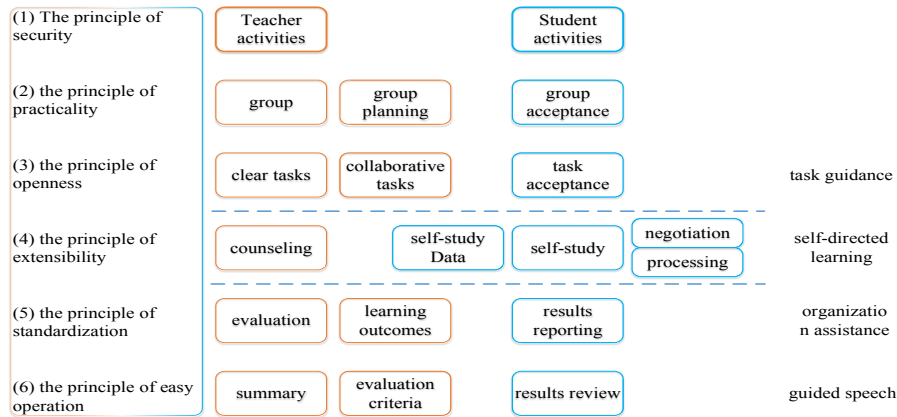 (1) The principle of
security
Teacher
activities
Student
activities
(2) the principle of
practicality
group
group
planning
group
acceptance
(3) the principle of
openness
clear tasks
collaborative
tasks
task
acceptance
task guidance
(4) the principle of
extensibility
counseling
self-study
Data
self-study
negotiation
processing
self-directed
learning
(5) the principle of
standardization
evaluation
learning
outcomes
results
reporting
organizatio
n assistance
(6) the principle of easy
operation
summary
evaluation
criteria
results review
guided speech